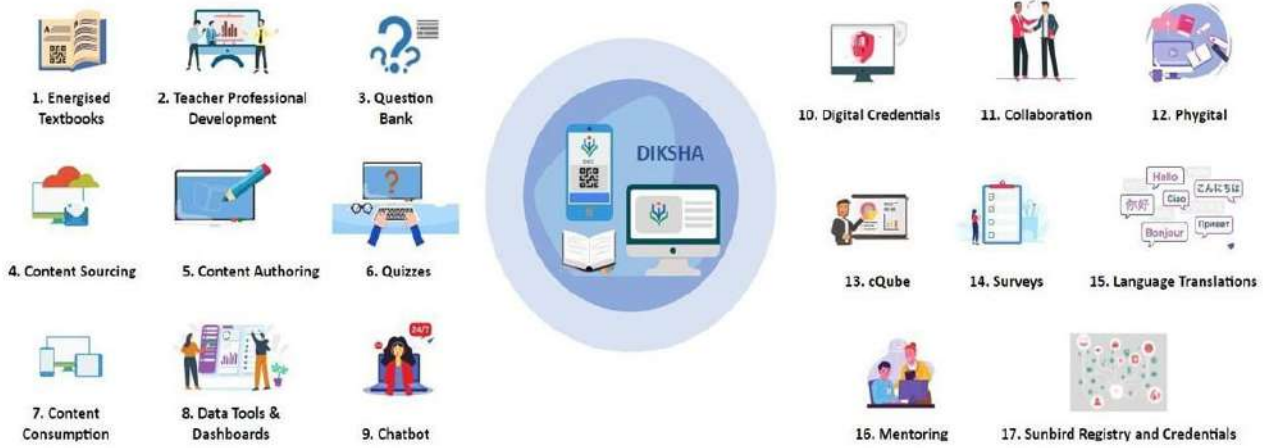 1. Energised
Textbooks
2. Teacher Professional
Development
3. Question
Bank
4. Content Sourcing
5. Content Authoring
6. Quizzes
7. Content
Consumption
8. Data Tools &
Dashboards
9. Chatbot
24/7
DIKSHA
10. Digital Credentials
11. Collaboration
12. Phygital
13. cQube
14. Surveys
Hello
こんにちは
你好
Ciao
Bonjour
Привет
15. Language Translations
16. Mentoring
17. Sunbird Registry and Credentials